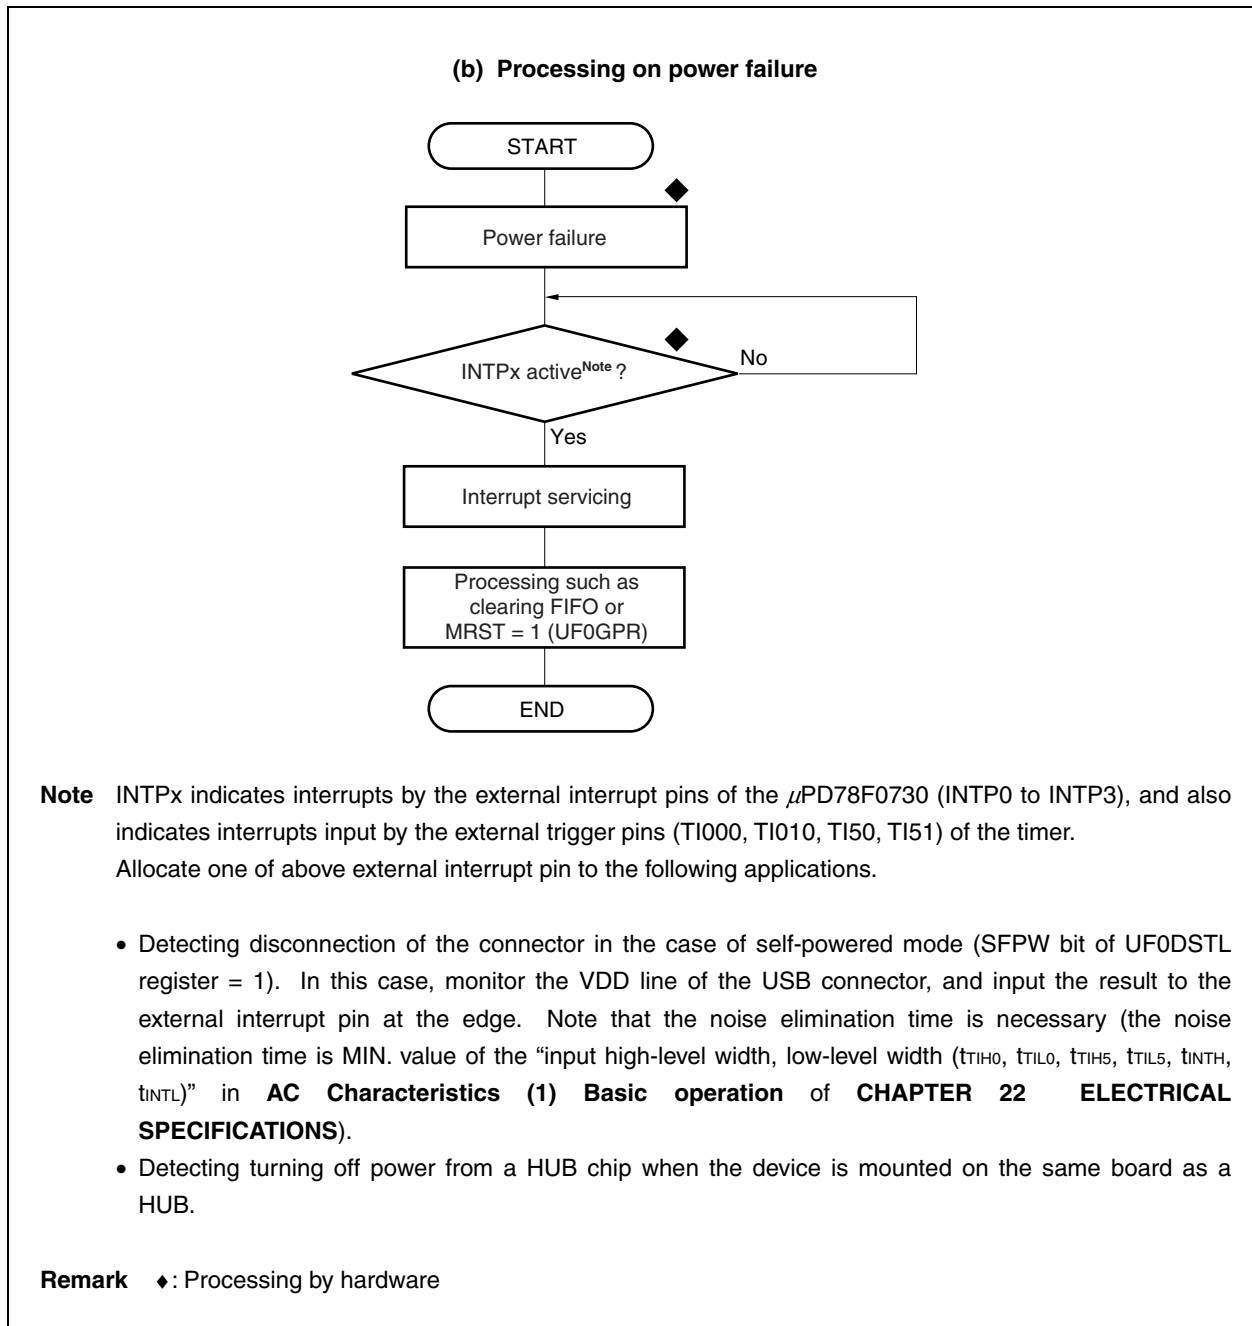 (b) Processing on power failure
START
Power failure
INTPx active Note ?
No
Yes
Interrupt servicing
Processing such as
clearing FIFO or
MRST = 1 (UF0GPR)
END
Note INTPx indicates interrupts by the external interrupt pins of the μPD78F0730 (INTP0 to INTP3), and also
indicates interrupts input by the external trigger pins (TI000, TI010, TI50, TI51) of the timer.
Allocate one of above external interrupt pin to the following applications.
• Detecting disconnection of the connector in the case of self-powered mode (SFPW bit of UF0DSTL
register = 1). In this case, monitor the VDD line of the USB connector, and input the result to the
external interrupt pin at the edge. Note that the noise elimination time is necessary (the noise
elimination time is MIN. value of the “input high-level width, low-level width (tTIH0, tTIL0, tTIH5, tTIL5, tINTH,
tINTL)” in AC Characteristics (1) Basic operation of CHAPTER 22 ELECTRICAL
SPECIFICATIONS).
• Detecting turning off power from a HUB chip when the device is mounted on the same board as a
HUB.
Remark ♦: Processing by hardware